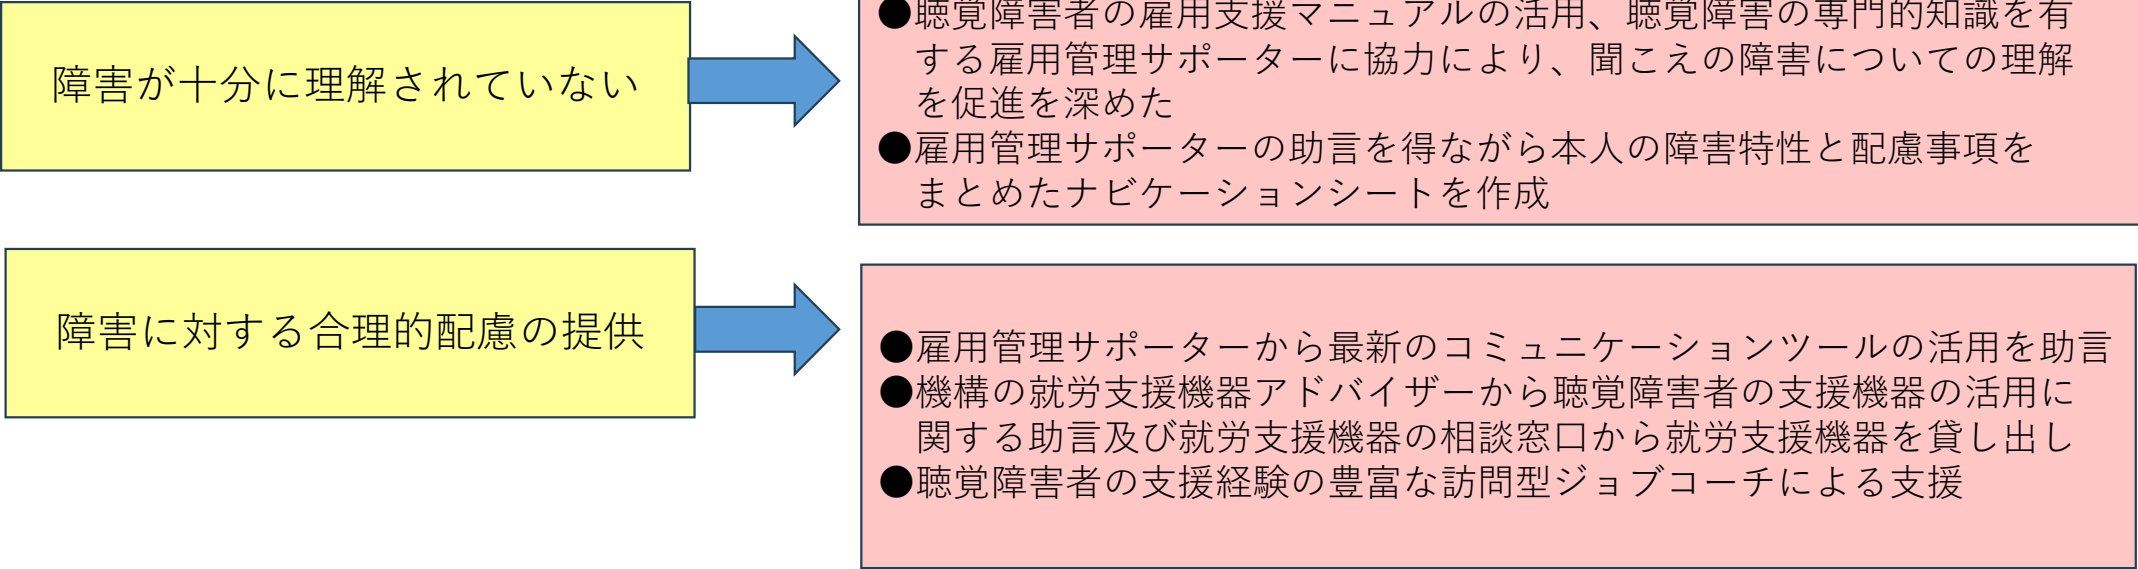 障害が十分に理解されていない
●聴覚障害者の雇用支援マニュアルの活用、聴覚障害の専門的知識を有
する雇用管理サポーターに協力により、聞こえの障害についての理解
を促進を深めた
●雇用管理サポーターの助言を得ながら本人の障害特性と配慮事項を
まとめたナビケーションシートを作成
障害に対する合理的配慮の提供
●雇用管理サポーターから最新のコミュニケーションツールの活用を助言
●機構の就労支援機器アドバイザーから聴覚障害者の支援機器の活用に
関する助言及び就労支援機器の相談窓口から就労支援機器を貸し出し
●聴覚障害者の支援経験の豊富な訪問型ジョブコーチによる支援